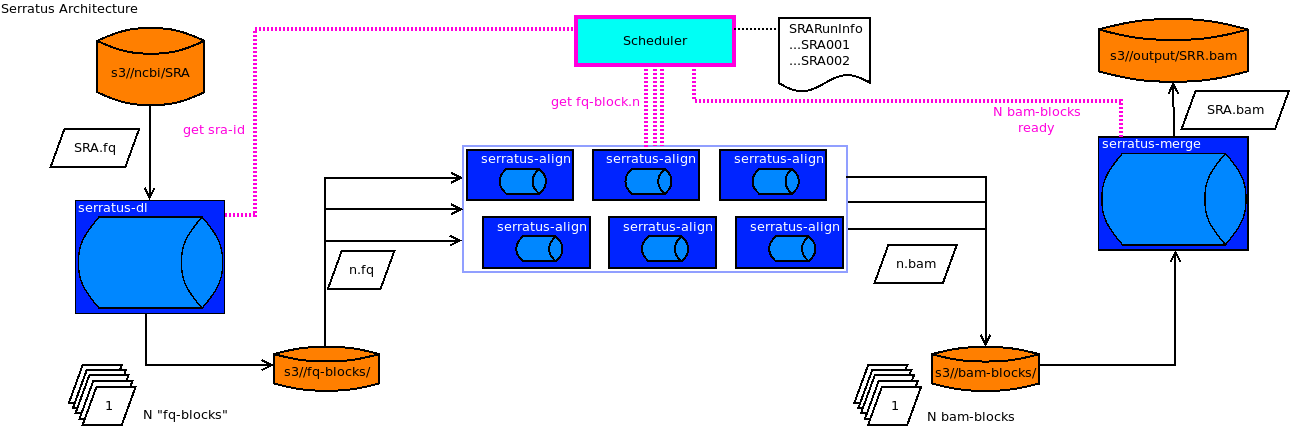 Serratus Architecture
s3//ncbi/SRA
Scheduler
SRARunInfo
...SRA001
...SRA002
s3//output/SRR.bam
get fq-block.n
get sra-id
N bam-blocks
ready
SRA.bam
SRA.fq
serratus-merge
serratus-align
serratus-align
serratus-align
serratus-dl
serratus-align
serratus-align
serratus-align
n.fq
n.bam
s3//fq-blocks/
s3//bam-blocks/
1
N "fq-blocks"
1
N bam-blocks